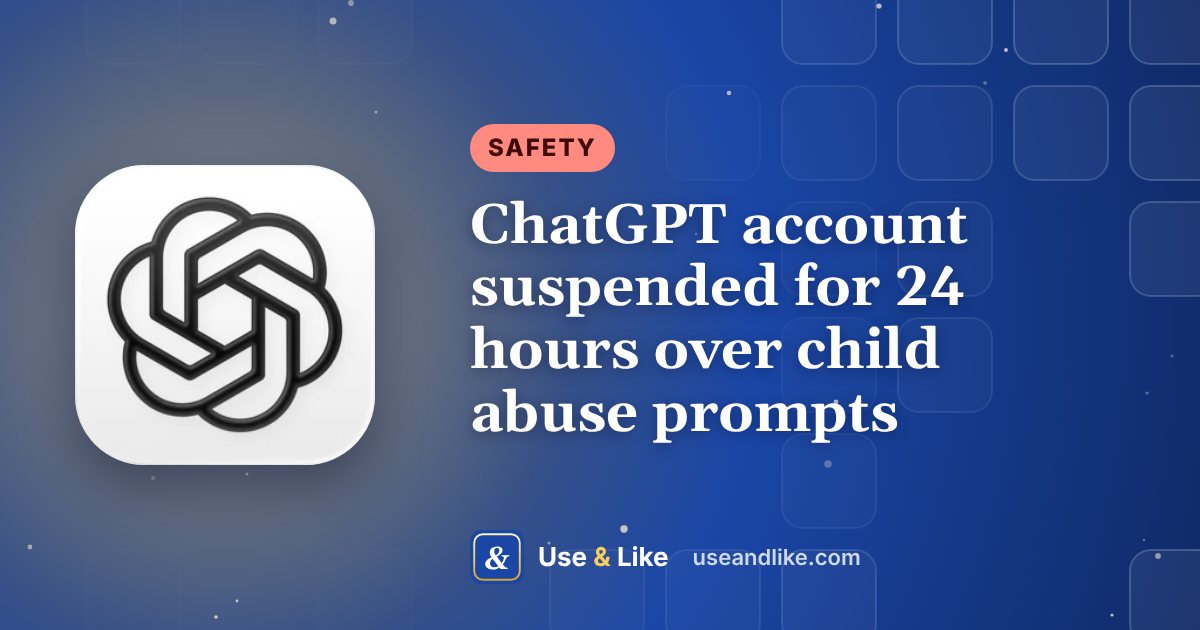 SAFETY
ChatGPT account
suspended for 24
hours over child
abuse prompts
& Use & Like useandlike.com